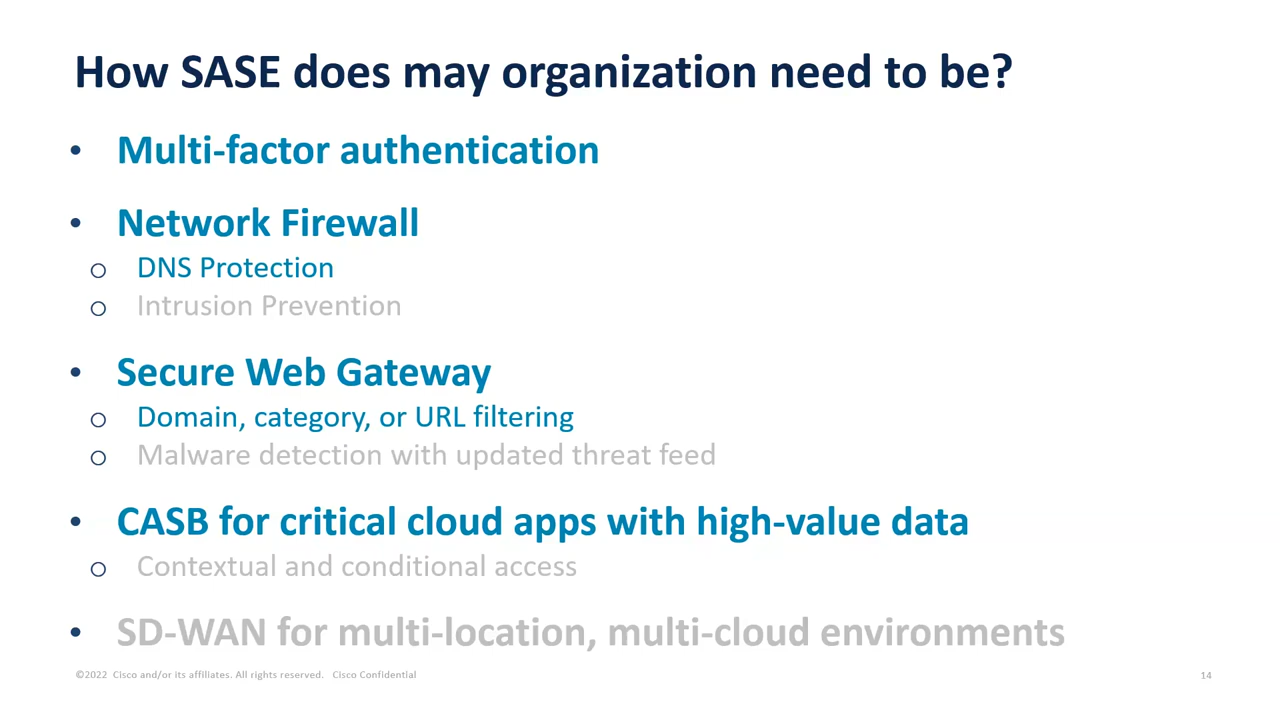 How SASE does may organization need to be?
• Multi-factor authentication
• Network Firewall
o DNS Protection
o Intrusion Prevention
• Secure Web Gateway
o Domain, category, or URL filtering
o Malware detection with updated threat feed
• CASB for critical cloud apps with high-value data
o Contextual and conditional access
• SD-WAN for multi-location, multi-cloud environments
©2022 Cisco and/or its affiliates. All rights reserved. Cisco Confidential
14